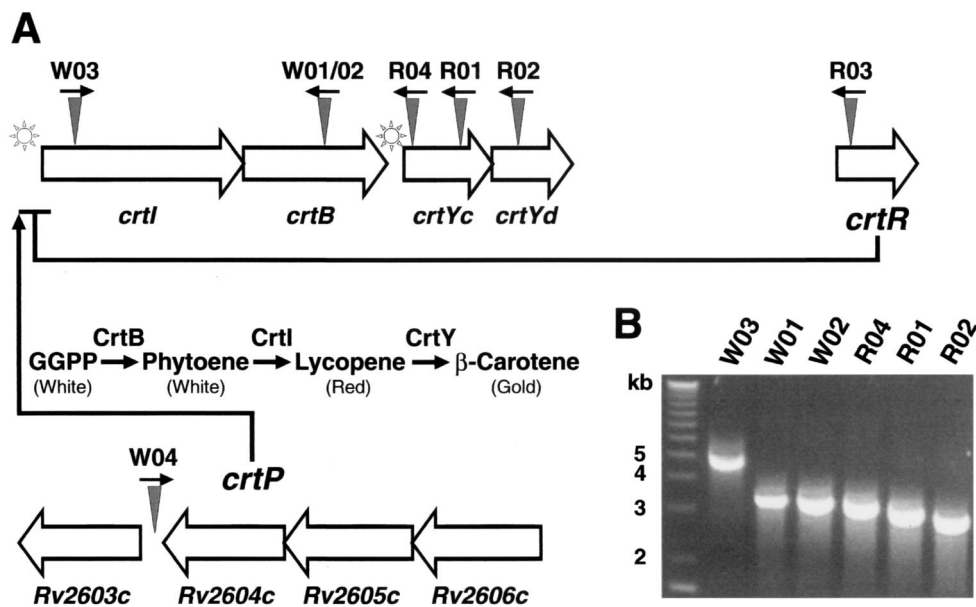 A
W03 W01/02 R04 R01 R02 R03
crtI crtB crtYc crtYd crtR
CrtB CrtI CrtY
GGPP Phytoene Lycopene β-Carotene
(White) (White) (Red) (Gold)
W04 crtP
Rv2603c Rv2604c Rv2605c Rv2606c
B
W03 W01 W02 R04 R01 R02
kb
5
4
3
2